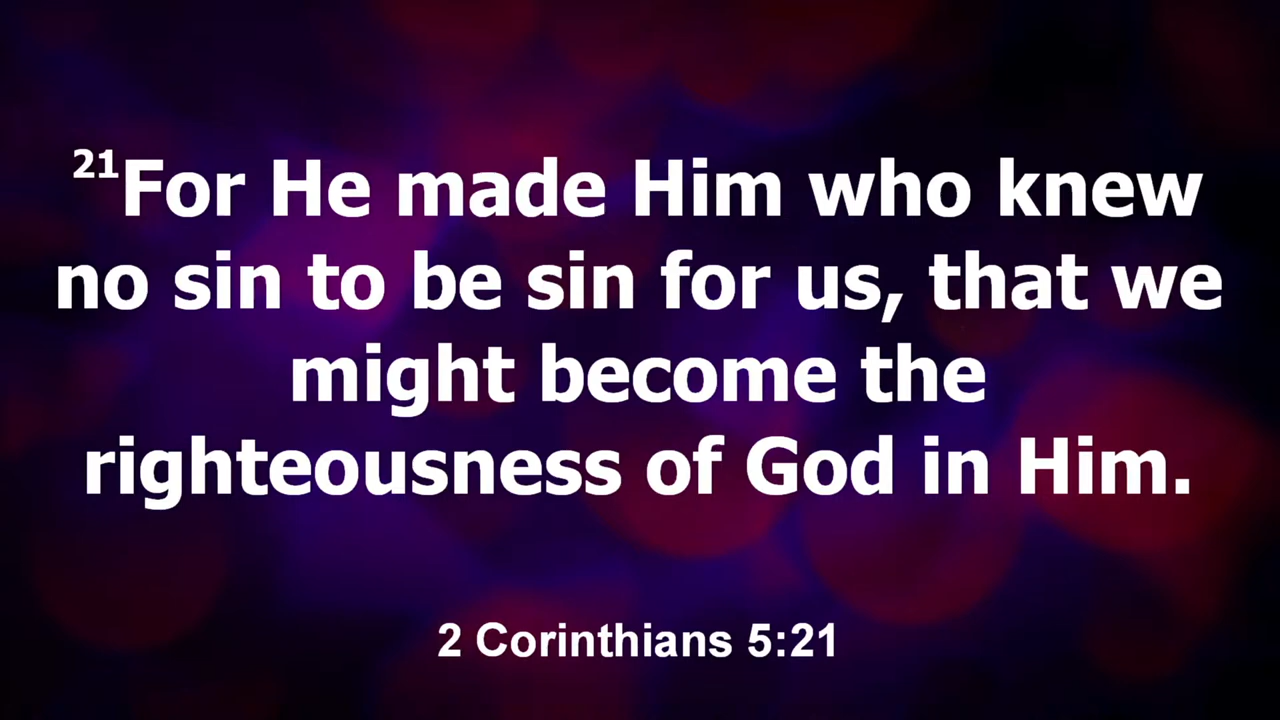 21For He made Him who knew
no sin to be sin for us, that we
might become the
righteousness of God in Him.
2 Corinthians 5:21